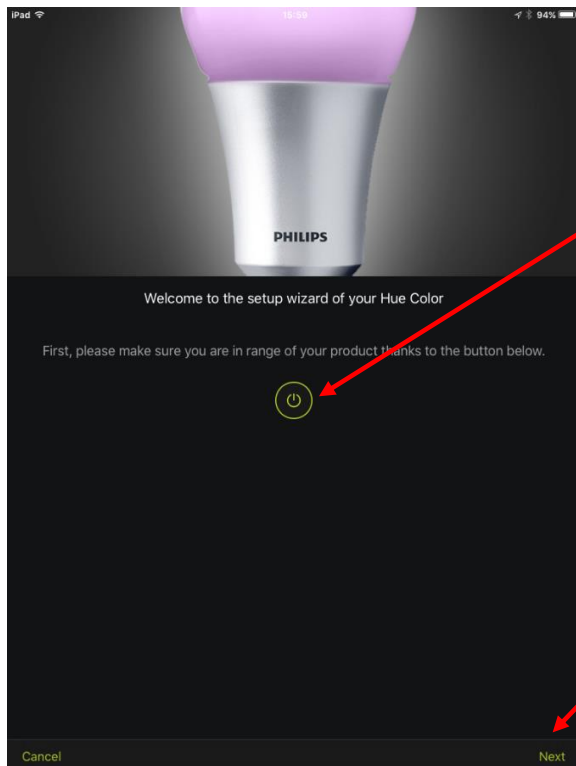 iPad 15:50 94%
PHILIPS
Welcome to the setup wizard of your Hue Color
First, please make sure you are in range of your product thanks to the button below.
Cancel Next